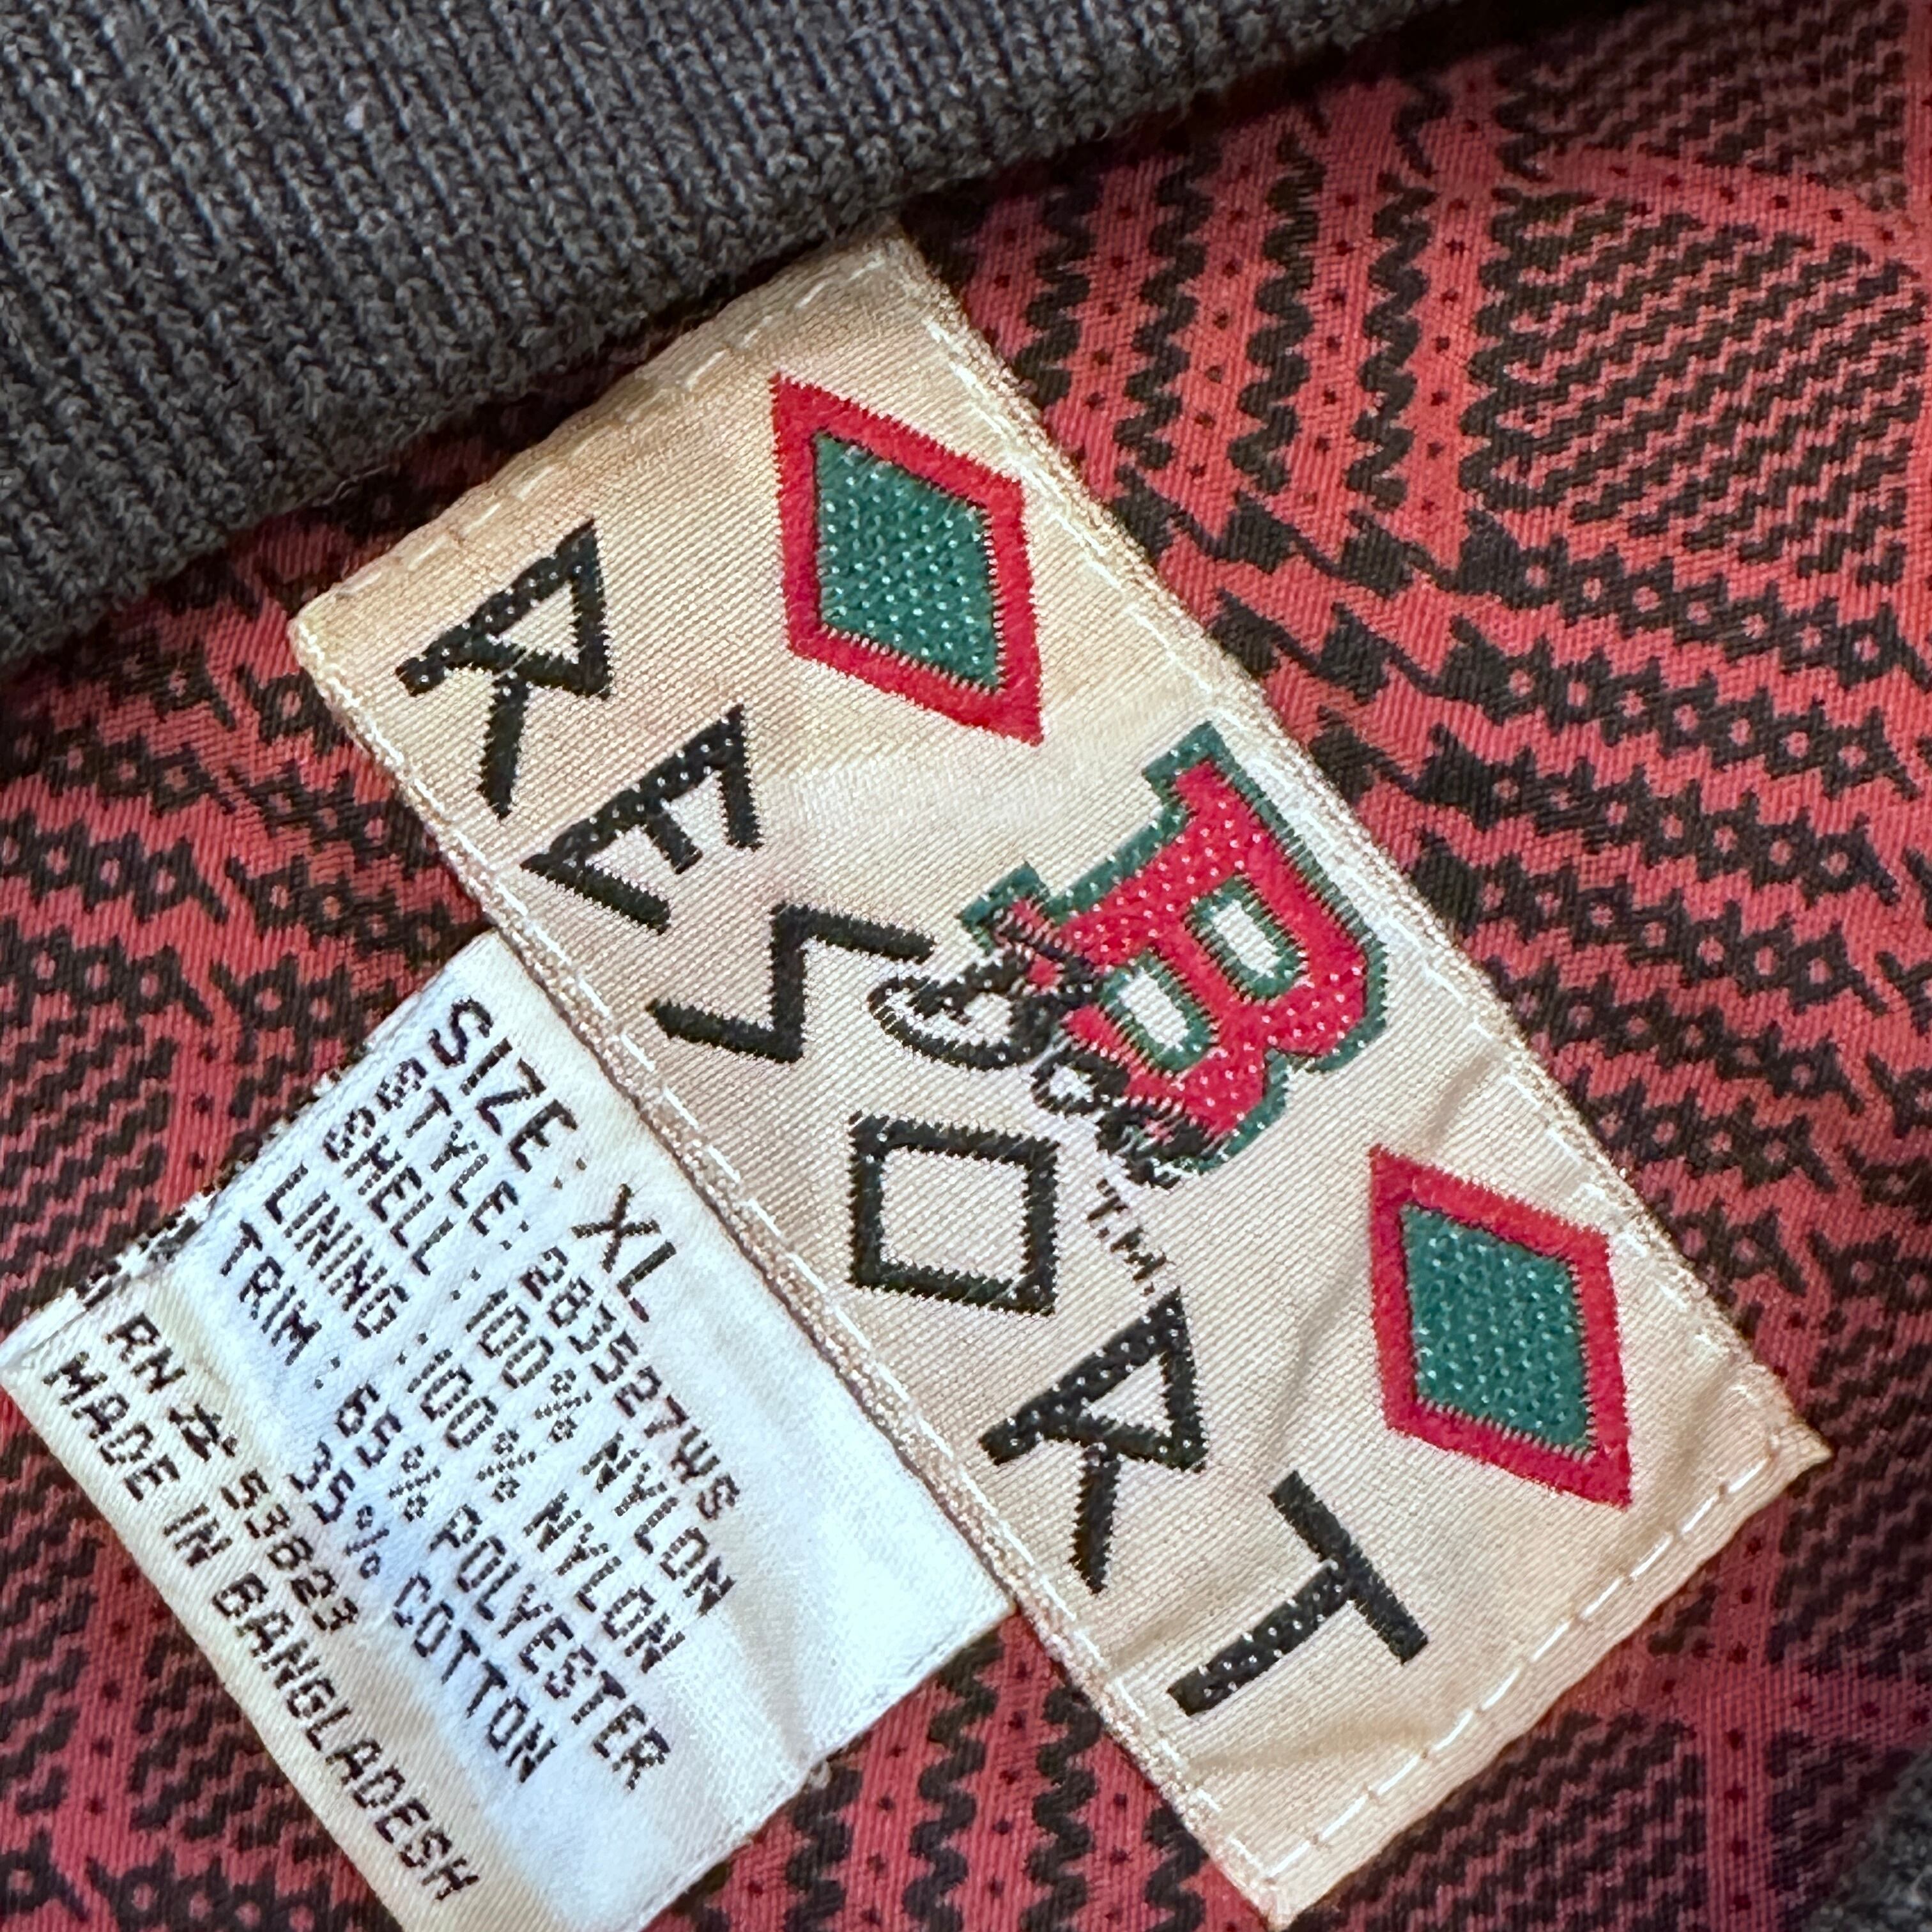 B
T.M.
RESORT
SIZE: XL
STYLE: 283527WS
SHELL : 100% NYLON
LINING : 100% NYLON
TRIM : 65% POLYESTER
35% COTTON
RN # 53823
MADE IN BANGLADESH